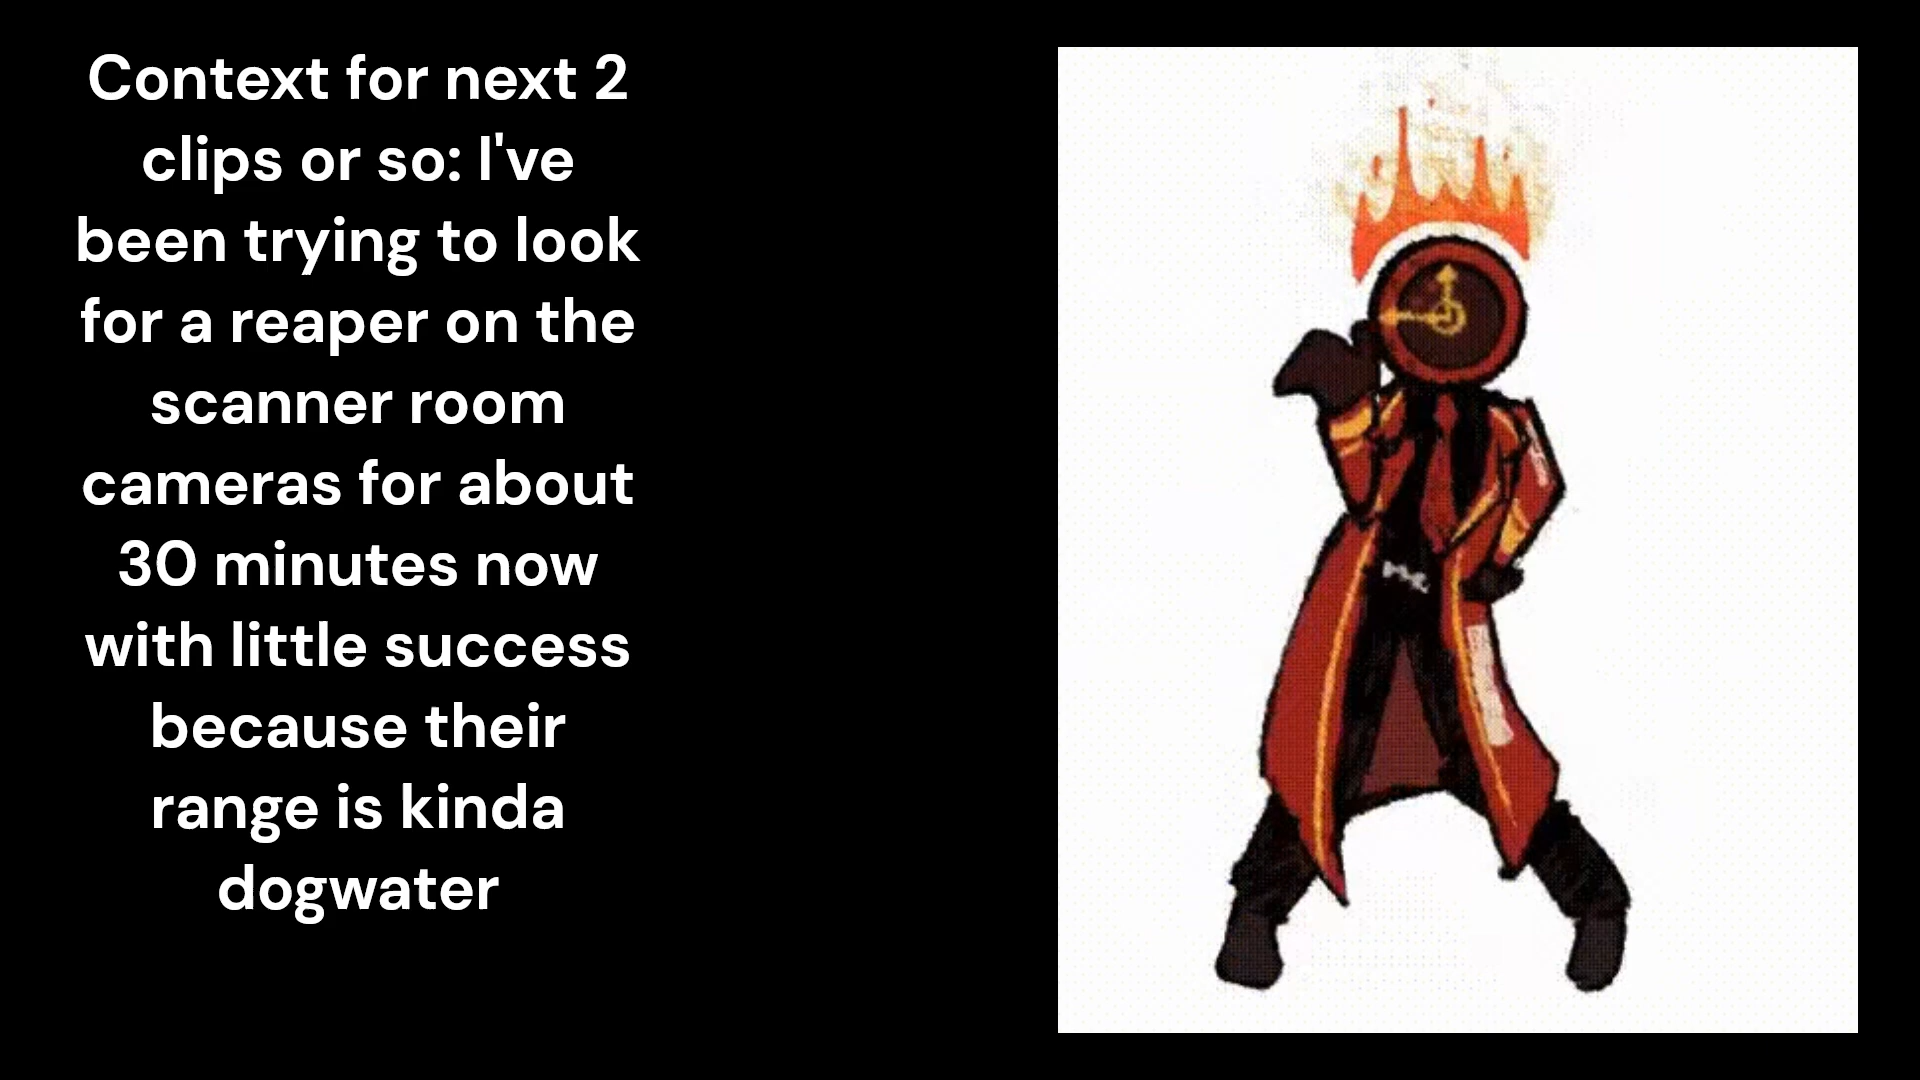 Context for next 2
clips or so: I've
been trying to look
for a reaper on the
scanner room
cameras for about
30 minutes now
with little success
because their
range is kinda
dogwater